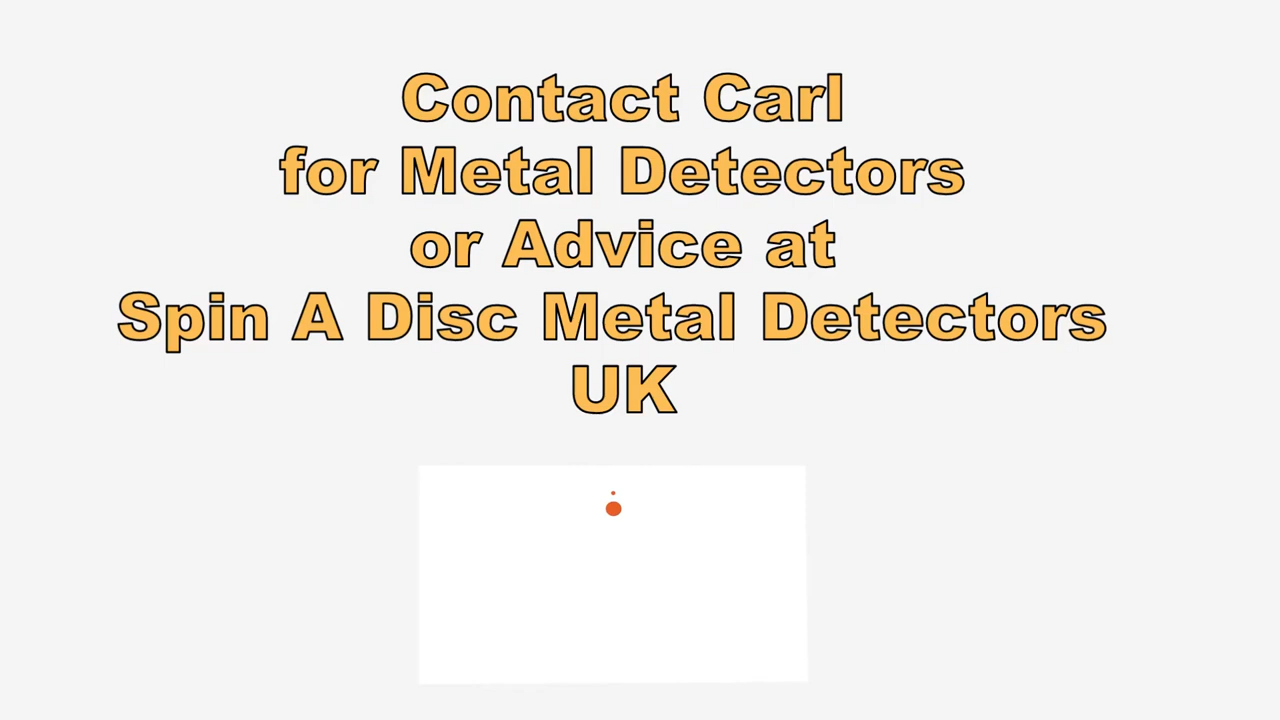 Contact Carl
for Metal Detectors
or Advice at
Spin A Disc Metal Detectors
UK